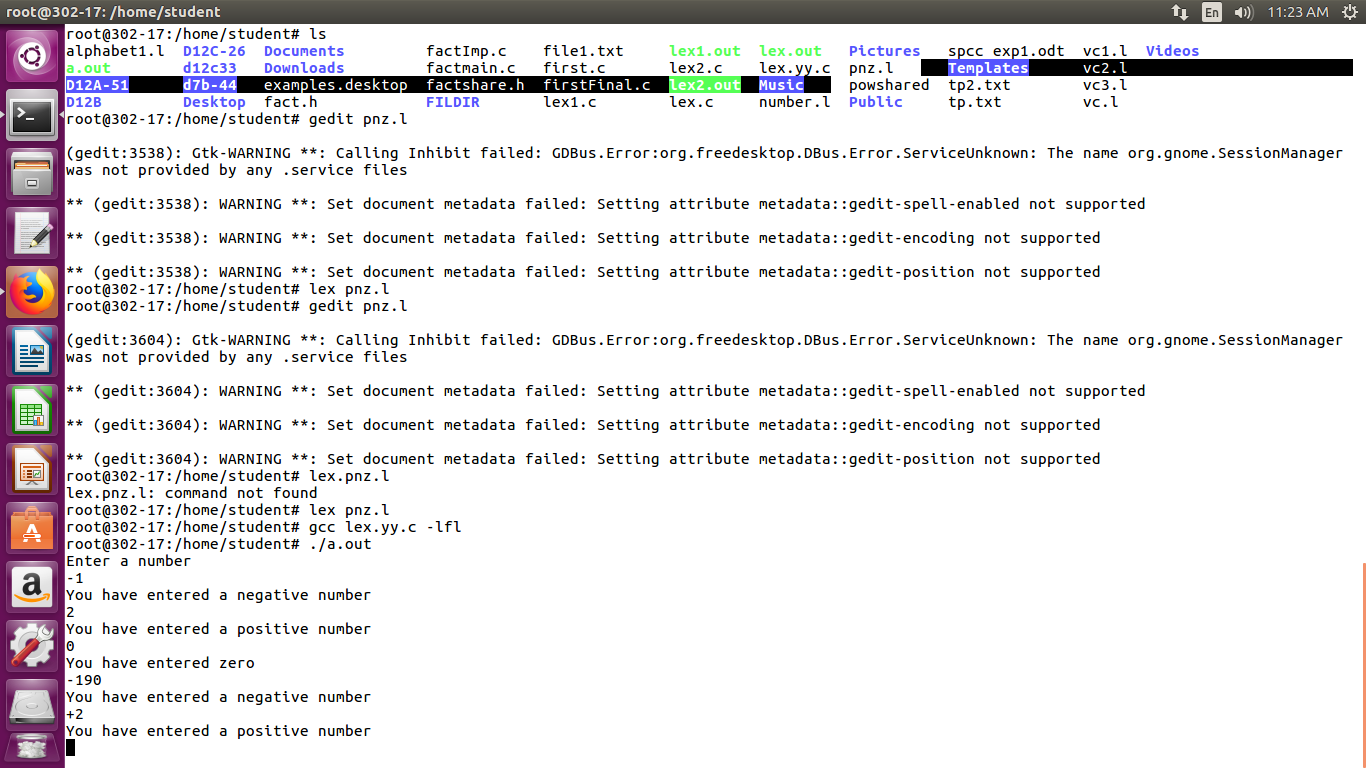 root@302-17: /home/student
En
11:23 AM
root@302-17:/home/student# ls
alphabet1.l D12C-26 Documents factImp.c file1.txt lex1.out lex.out Pictures spcc exp1.odt vc1.l Videos
a.out d12c33 Downloads factmain.c first.c lex2.c lex.yy.c pnz.l Templates vc2.l
D12A-51 d7b-44 examples.desktop factshare.h firstFinal.c lex2.out Music powshared tp2.txt vc3.l
D12B Desktop fact.h FILDIR lex1.c lex.c number.l Public tp.txt vc.l
root@302-17:/home/student# gedit pnz.l
(gedit:3538): Gtk-WARNING **: Calling Inhibit failed: GDBus.Error:org.freedesktop.DBus.Error.ServiceUnknown: The name org.gnome.SessionManager
was not provided by any .service files
** (gedit:3538): WARNING **: Set document metadata failed: Setting attribute metadata::gedit-spell-enabled not supported
** (gedit:3538): WARNING **: Set document metadata failed: Setting attribute metadata::gedit-encoding not supported
** (gedit:3538): WARNING **: Set document metadata failed: Setting attribute metadata::gedit-position not supported
root@302-17:/home/student# lex pnz.l
root@302-17:/home/student# gedit pnz.l
(gedit:3604): Gtk-WARNING **: Calling Inhibit failed: GDBus.Error:org.freedesktop.DBus.Error.ServiceUnknown: The name org.gnome.SessionManager
was not provided by any .service files
** (gedit:3604): WARNING **: Set document metadata failed: Setting attribute metadata::gedit-spell-enabled not supported
** (gedit:3604): WARNING **: Set document metadata failed: Setting attribute metadata::gedit-encoding not supported
** (gedit:3604): WARNING **: Set document metadata failed: Setting attribute metadata::gedit-position not supported
root@302-17:/home/student# lex.pnz.l
lex.pnz.l: command not found
root@302-17:/home/student# lex pnz.l
root@302-17:/home/student# gcc lex.yy.c -lfl
root@302-17:/home/student# ./a.out
Enter a number
-1
You have entered a negative number
2
You have entered a positive number
0
You have entered zero
-190
You have entered a negative number
+2
You have entered a positive number